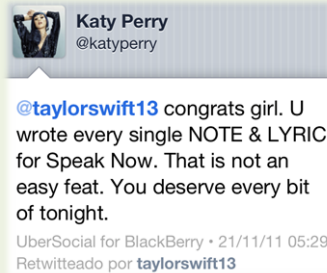 Katy Perry
@katyperry
@taylorswift13 congrats girl. U
wrote every single NOTE & LYRIC
for Speak Now. That is not an
easy feat. You deserve every bit
of tonight.
UberSocial for BlackBerry • 21/11/11 05:29
Retwitteado por taylorswift13